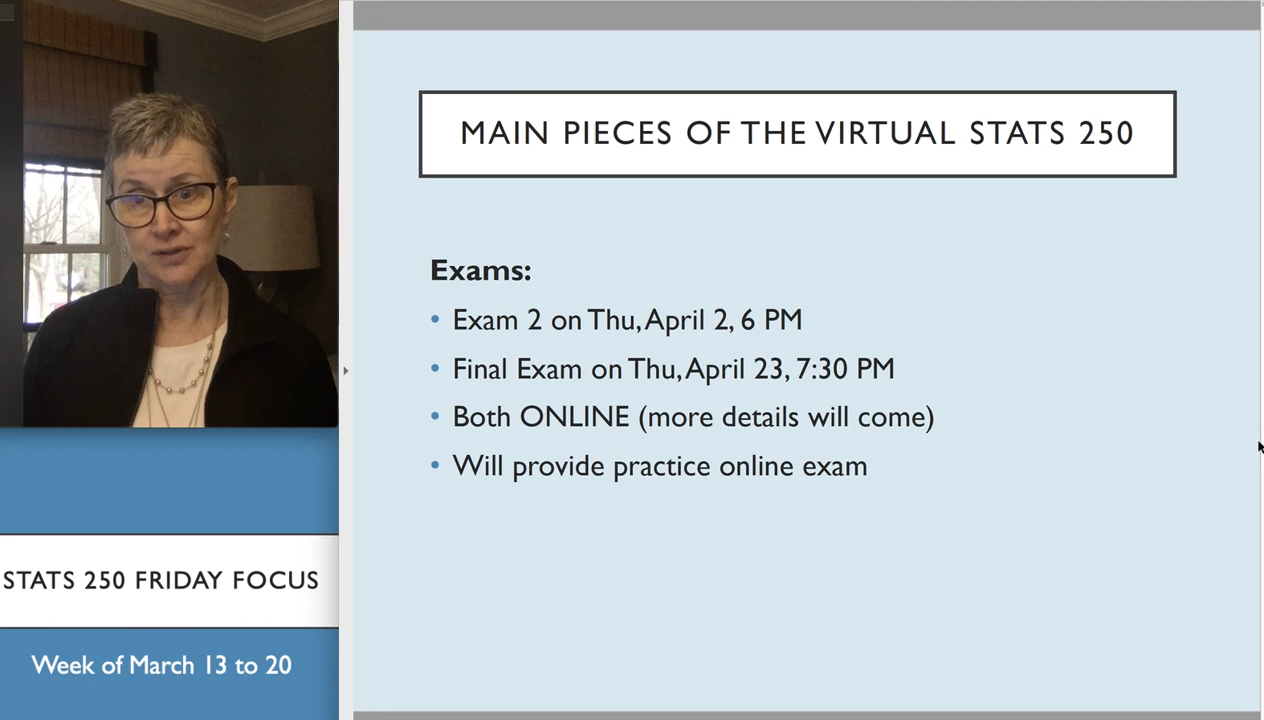 MAIN PIECES OF THE VIRTUAL STATS 250
Exams:
• Exam 2 on Thu, April 2, 6 PM
• Final Exam on Thu, April 23, 7:30 PM
• Both ONLINE (more details will come)
• Will provide practice online exam
STATS 250 FRIDAY FOCUS
Week of March 13 to 20